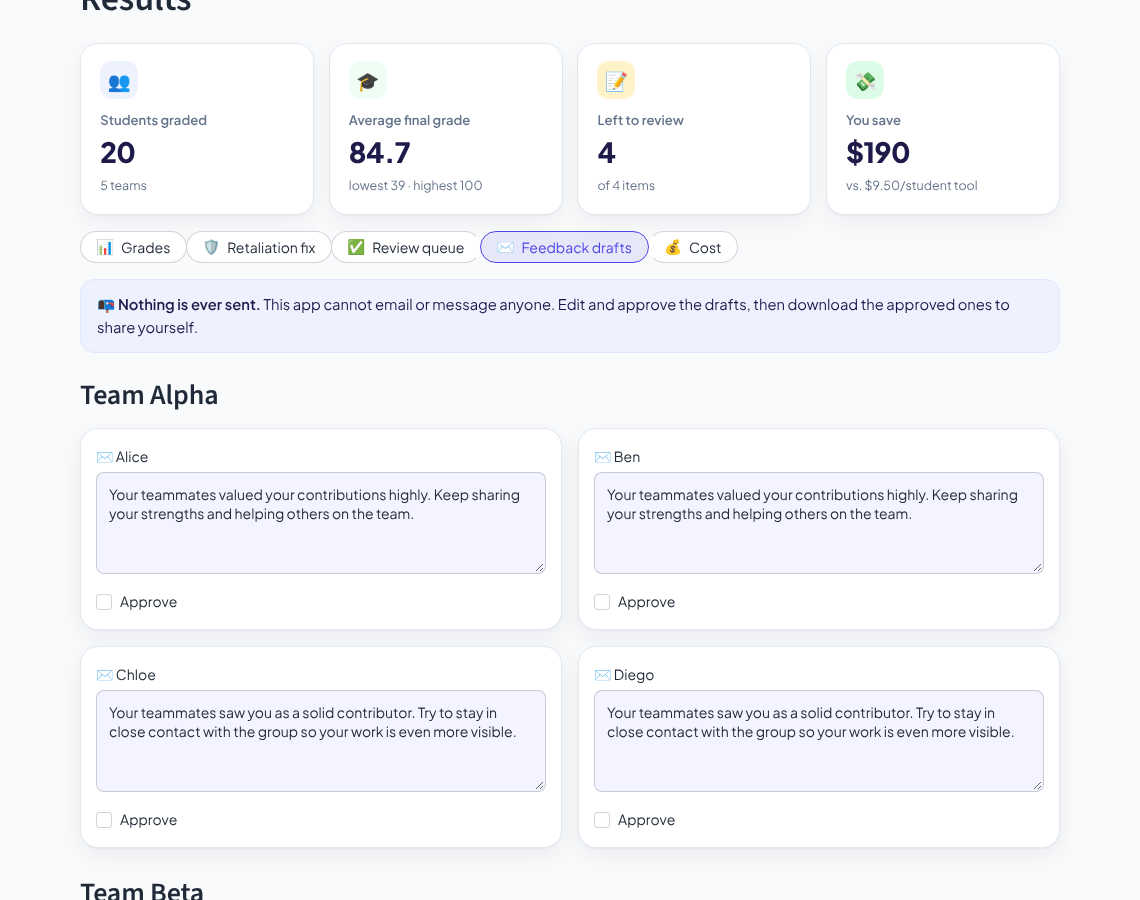 Results
Students graded
20
5 teams
Average final grade
84.7
lowest 39 · highest 100
Left to review
4
of 4 items
You save
$190
vs. $9.50/student tool
Grades
Retaliation fix
Review queue
Feedback drafts
Cost
Nothing is ever sent. This app cannot email or message anyone. Edit and approve the drafts, then download the approved ones to
share yourself.
Team Alpha
Alice
Your teammates valued your contributions highly. Keep sharing
your strengths and helping others on the team.
Approve
Ben
Your teammates valued your contributions highly. Keep sharing
your strengths and helping others on the team.
Approve
Chloe
Your teammates saw you as a solid contributor. Try to stay in
close contact with the group so your work is even more visible.
Approve
Diego
Your teammates saw you as a solid contributor. Try to stay in
close contact with the group so your work is even more visible.
Approve
Team Beta